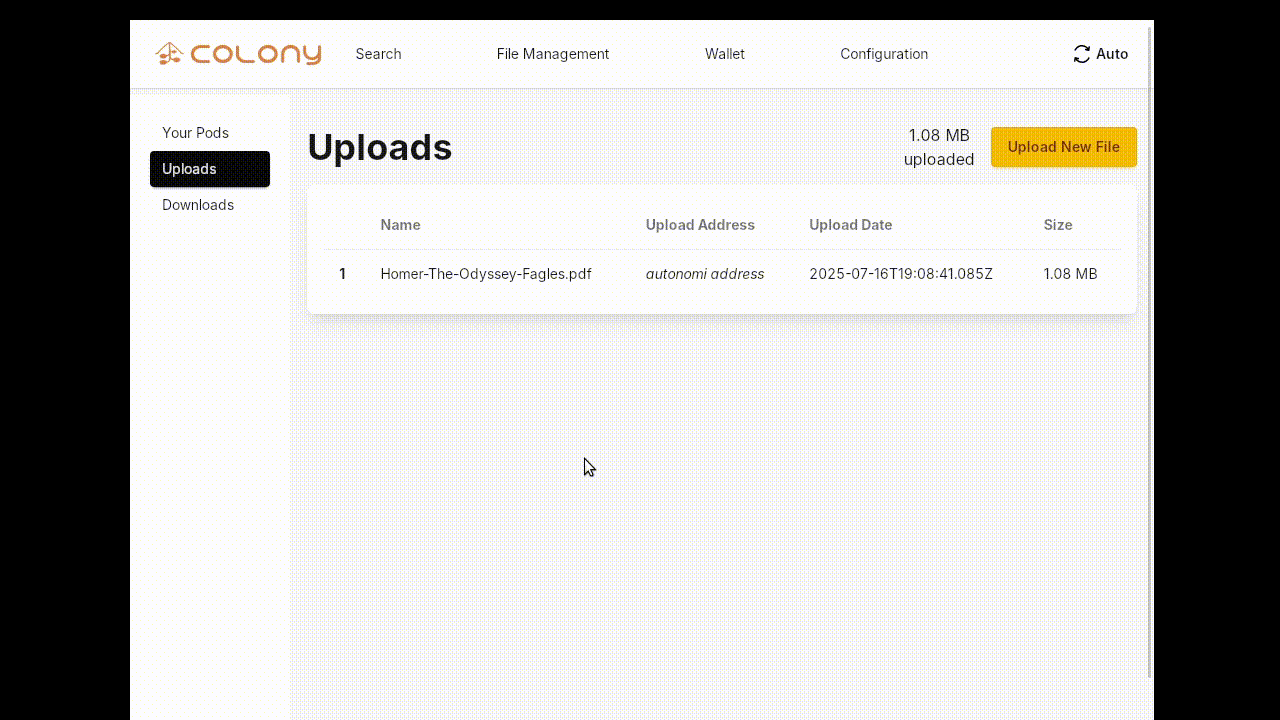 COLONY Search File Management Wallet Configuration Auto
Your Pods
Uploads
Downloads
Uploads
1.08 MB
uploaded
Upload New File
Name Upload Address Upload Date Size
1 Homer-The-Odyssey-Fagles.pdf autonomi address 2025-07-16T19:08:41.085Z 1.08 MB